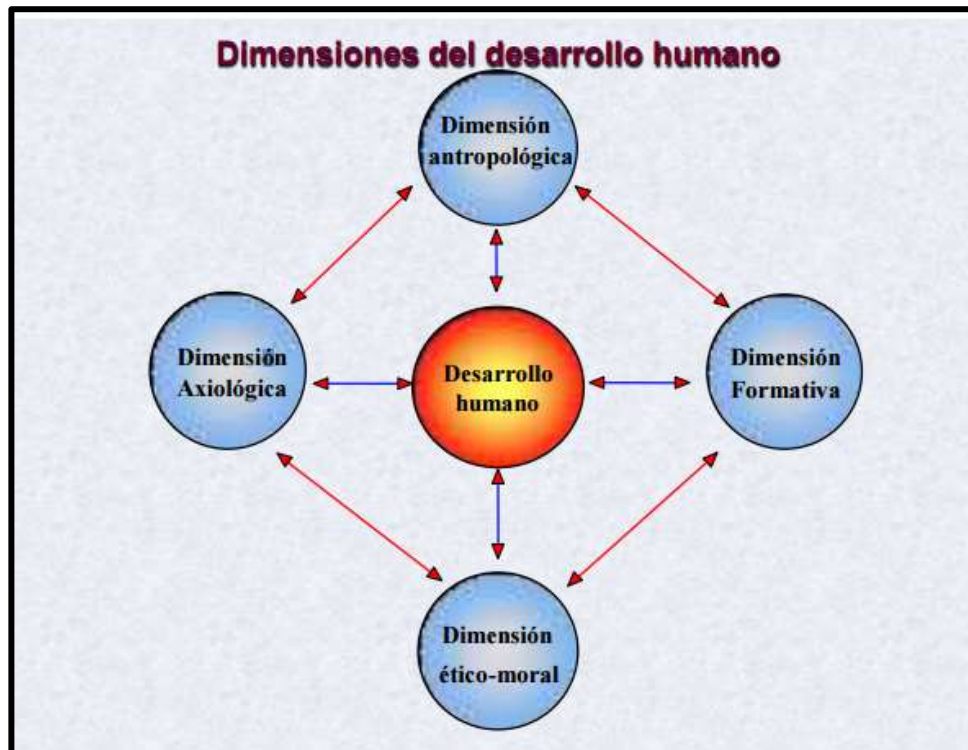 Dimensiones del desarrollo humano
Dimensión
antropológica
Dimensión
Axiológica
Desarrollo
humano
Dimensión
Formativa
Dimensión
ético-moral